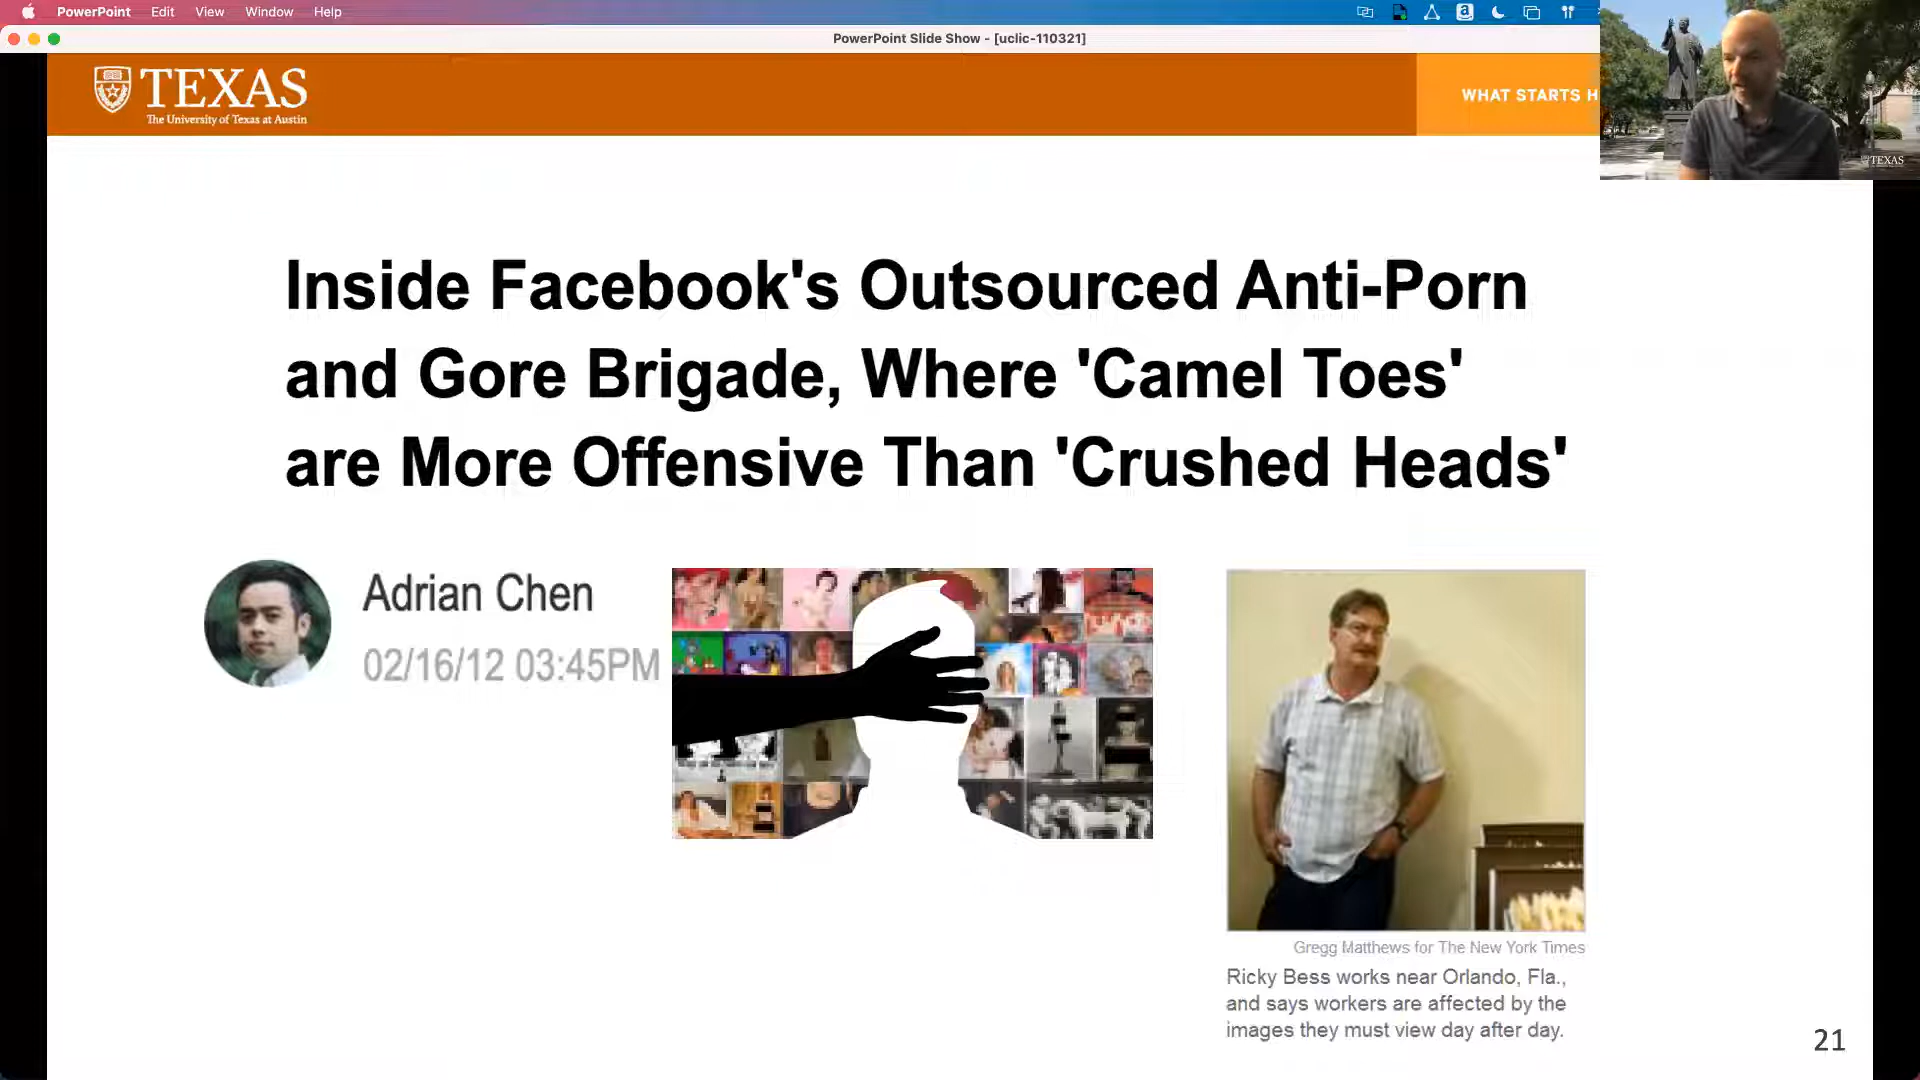 PowerPoint Edit View Window Help
PowerPoint Slide Show - [uclic-110321]
TEXAS
The University of Texas at Austin
WHAT STARTS H
TEXAS
Inside Facebook's Outsourced Anti-Porn
and Gore Brigade, Where 'Camel Toes'
are More Offensive Than 'Crushed Heads'
Adrian Chen
02/16/12 03:45PM
Gregg Matthews for The New York Times
Ricky Bess works near Orlando, Fla.,
and says workers are affected by the
images they must view day after day.
21